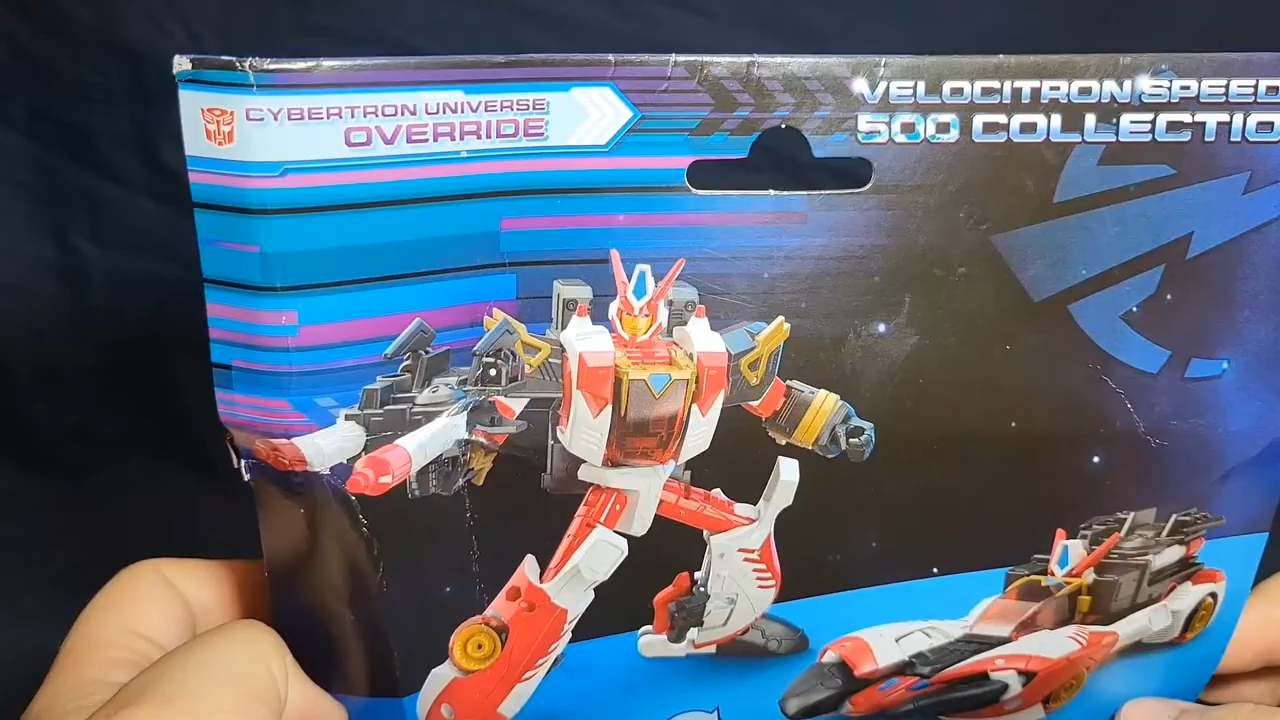 CYBERTRON UNIVERSE
OVERRIDE
VELOCITRON SPEED
500 COLLECTIO